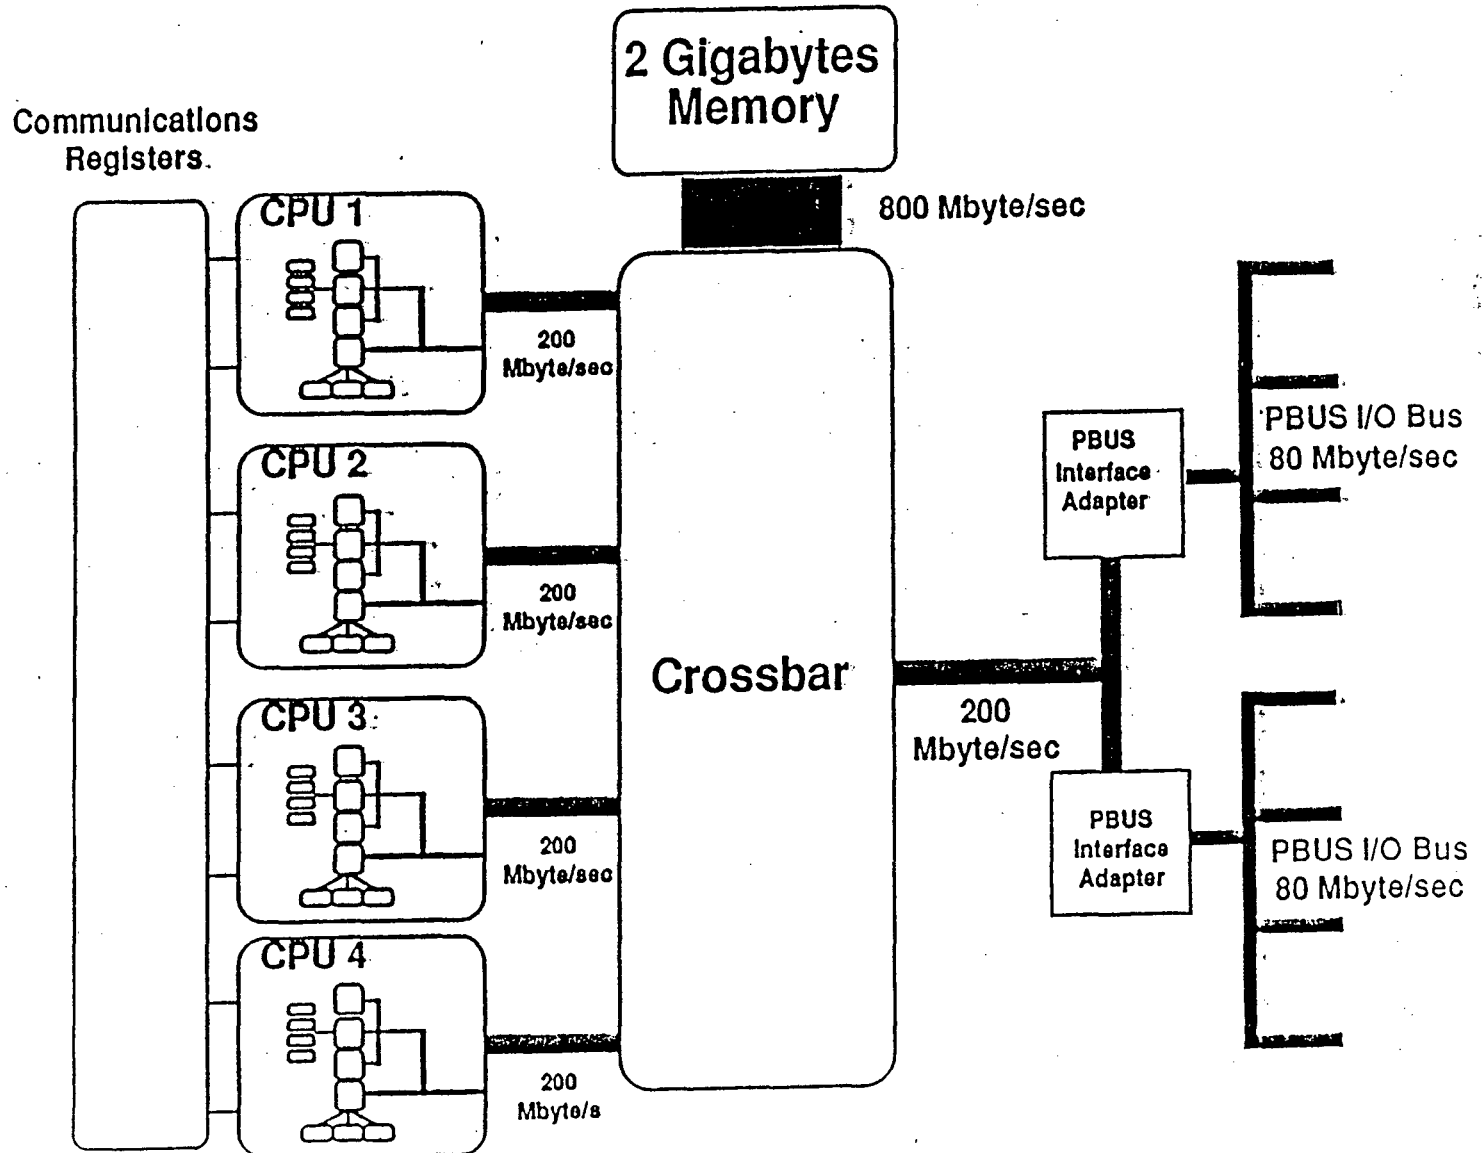 2 Gigabytes
Memory
Communications
Registers.
800 Mbyte/sec
CPU 1
200
Mbyte/sec
CPU 2
200
Mbyte/sec
CPU 3
200
Mbyte/sec
CPU 4
200
Mbyte/s
Crossbar
200
Mbyte/sec
PBUS
Interface
Adapter
PBUS I/O Bus
80 Mbyte/sec
PBUS
Interface
Adapter
PBUS I/O Bus
80 Mbyte/sec